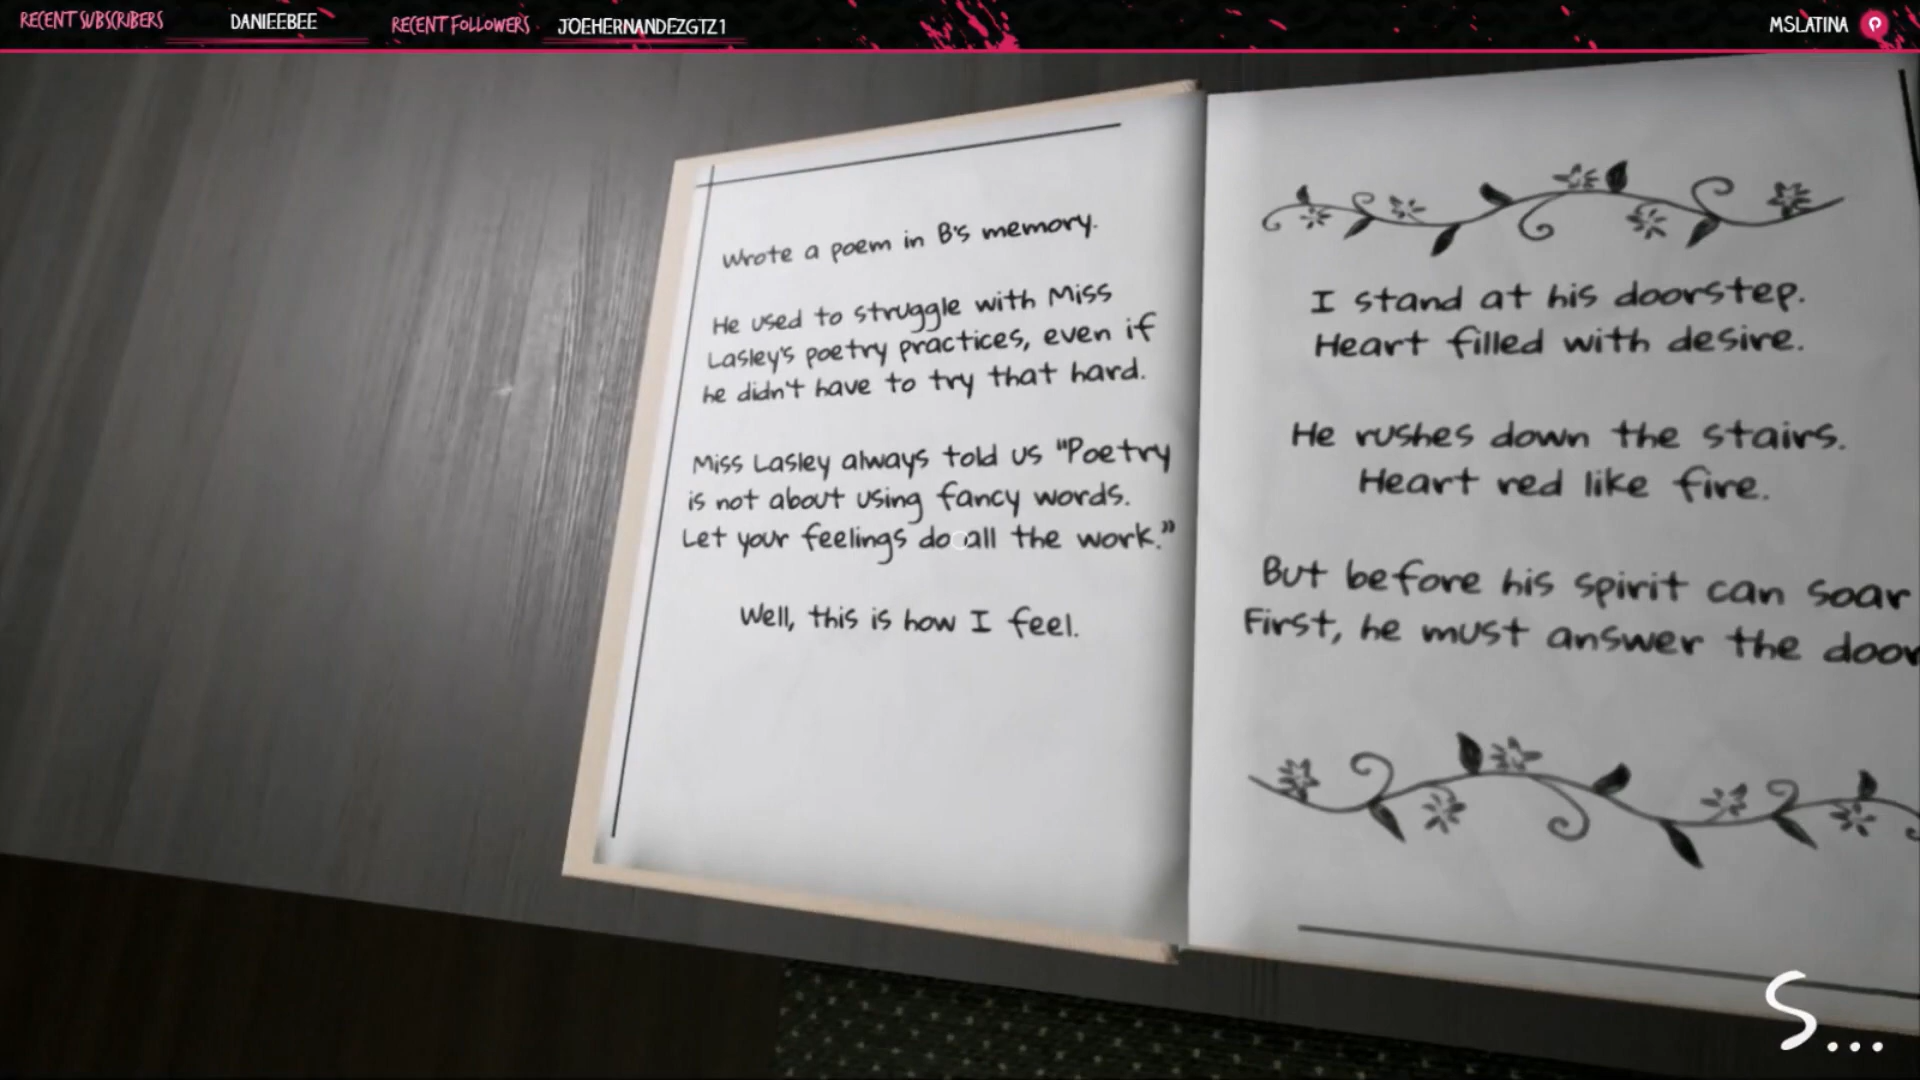 RECENT SUBSCRIBERS
DANIEEBEE
RECENT FOLLOWERS
JOEHERNANDEZGTZ1
MSLATINA
Wrote a poem in B's memory.
He used to struggle with Miss
Lasley's poetry practices, even if
he didn't have to try that hard.
Miss Lasley always told us "Poetry
is not about using fancy words.
Let your feelings do all the work."
Well, this is how I feel.
I stand at his doorstep.
Heart filled with desire.
He rushes down the stairs.
Heart red like fire.
But before his spirit can soar
First, he must answer the door
S...